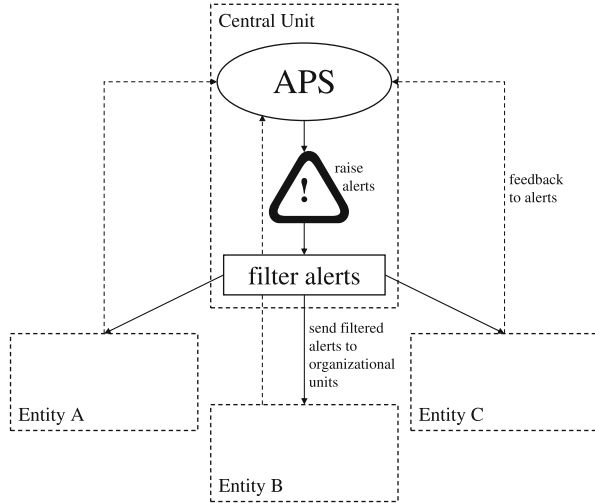 Central Unit
APS
raise
alerts
!
feedback
to alerts
filter alerts
send filtered
alerts to
organizational
units
Entity A
Entity C
Entity B